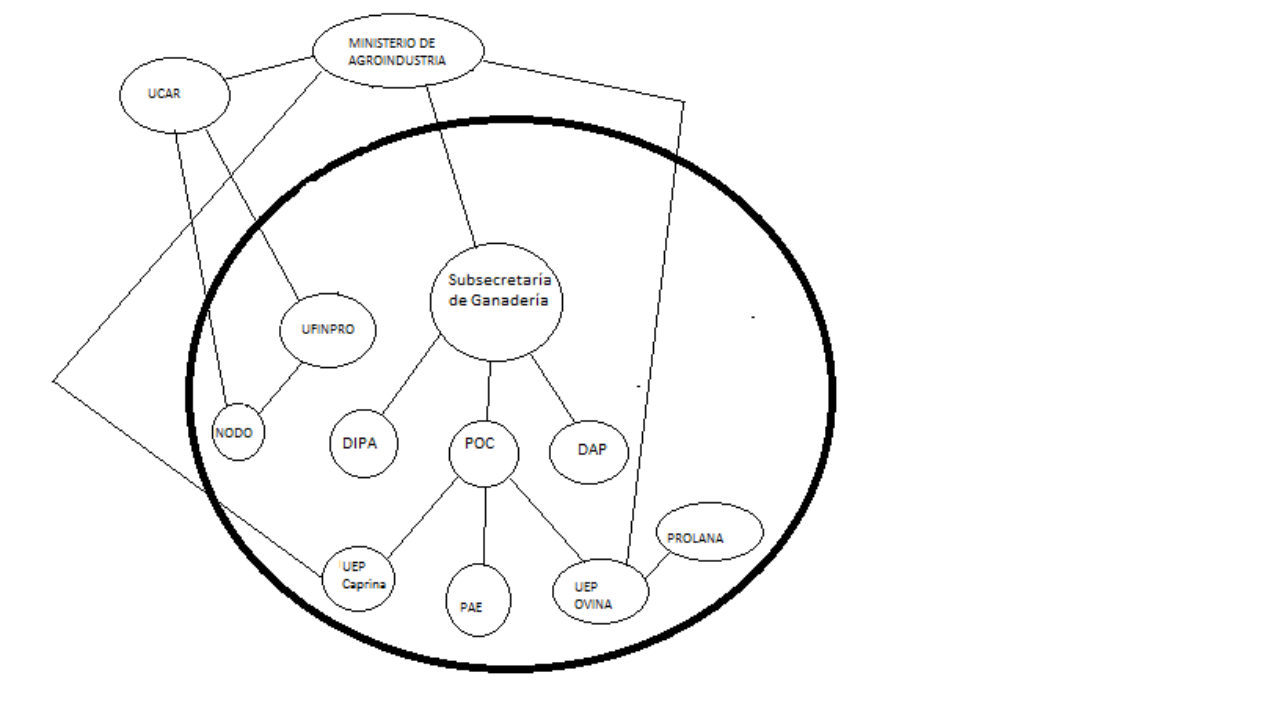 MINISTERIO DE
AGROINDUSTRIA
UCAR
Subsecretaría
de Ganadería
UFINPRO
NODO
DIPA
POC
DAP
PROLANA
UEP
Caprina
PAE
UEP
OVINA